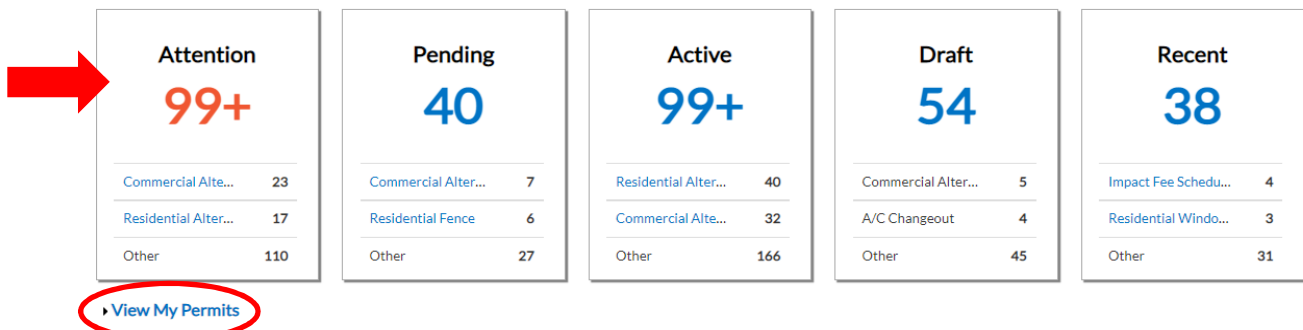 Attention
99+
Commercial Alte... 23
Residential Alter... 17
Other 110
Pending
40
Commercial Alter... 7
Residential Fence 6
Other 27
Active
99+
Residential Alter... 40
Commercial Alte... 32
Other 166
Draft
54
Commercial Alter... 5
A/C Changeout 4
Other 45
Recent
38
Impact Fee Schedu... 4
Residential Windo... 3
Other 31
View My Permits